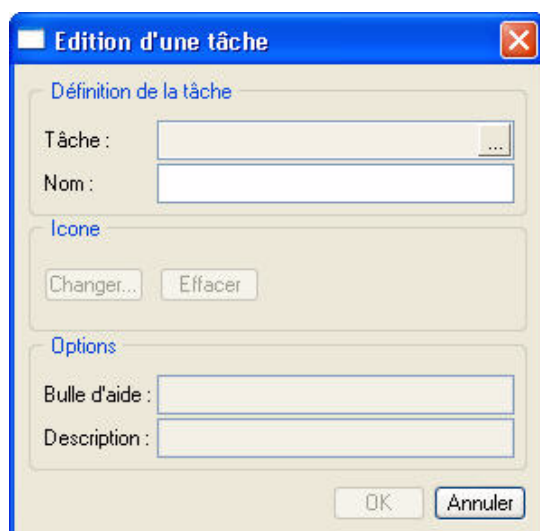 Edition d'une tâche
Définition de la tâche
Tâche :
...
Nom :
Icone
Changer... Effacer
Options
Bulle d'aide :
Description :
OK Annuler